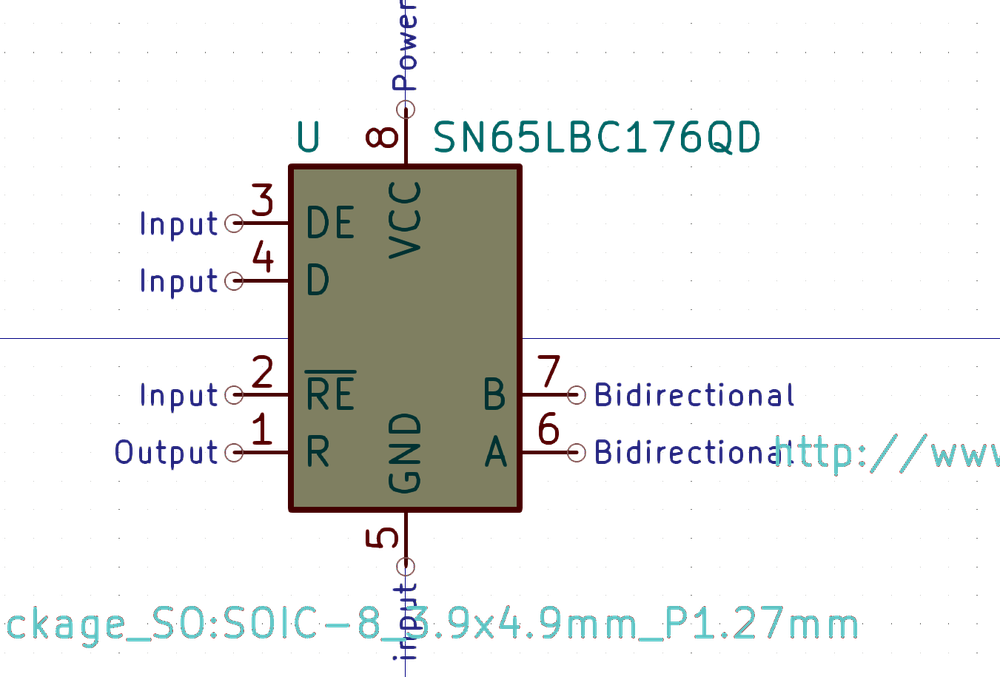 Power
U
8
SN65LBC176QD
VCC
Input
3
DE
Input
4
D
Input
2
RE
B
7
Bidirectional
Output
1
R
A
6
Bidirectional
http://www
GND
5
input
ckage_SO:SOIC-8_3.9x4.9mm_P1.27mm